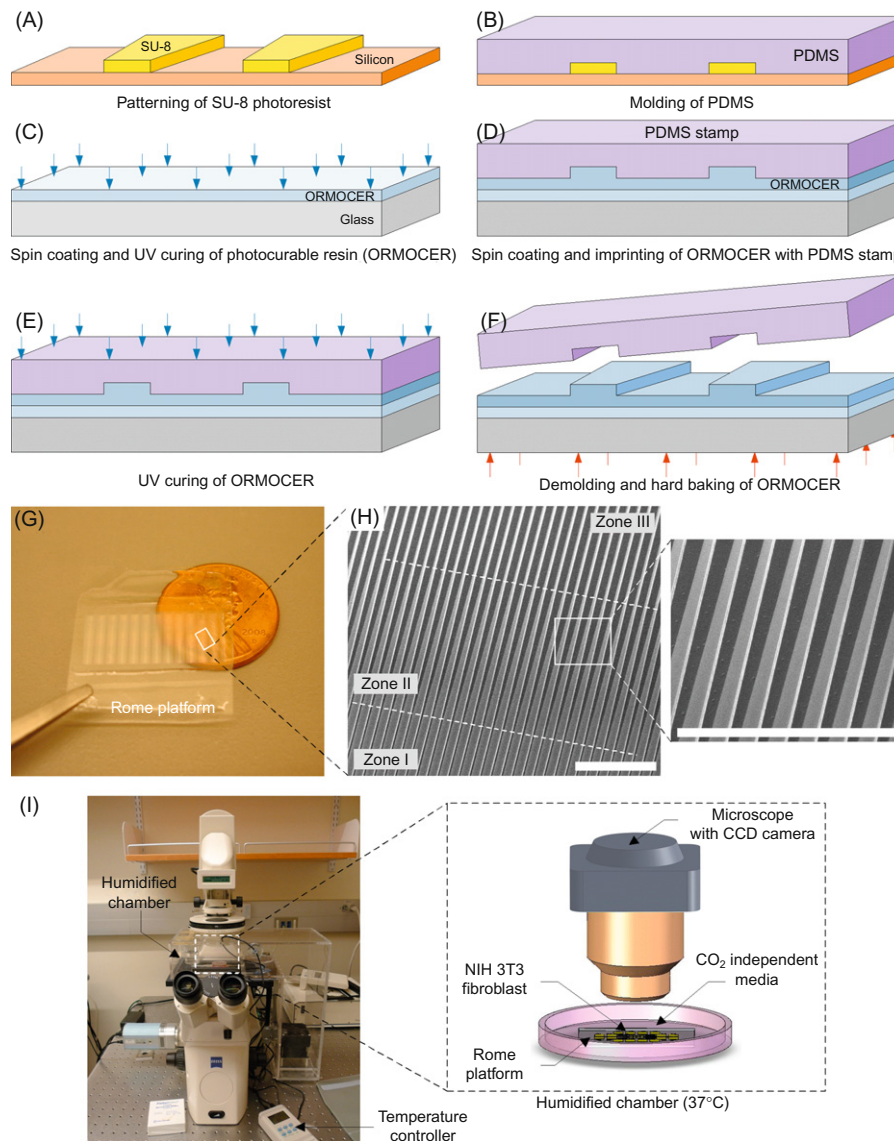 (A)
SU-8
Silicon
Patterning of SU-8 photoresist
(B)
PDMS
Molding of PDMS
(C)
ORMOCER
Glass
Spin coating and UV curing of photocurable resin (ORMOCER)
(D)
PDMS stamp
ORMOCER
Spin coating and imprinting of ORMOCER with PDMS stamp
(E)
UV curing of ORMOCER
(F)
Demolding and hard baking of ORMOCER
(G)
Rome platform
(H)
Zone III
Zone II
Zone I
(I)
Humidified
chamber
Temperature
controller
Microscope
with CCD camera
NIH 3T3
fibroblast
CO₂ independent
media
Rome
platform
Humidified chamber (37°C)